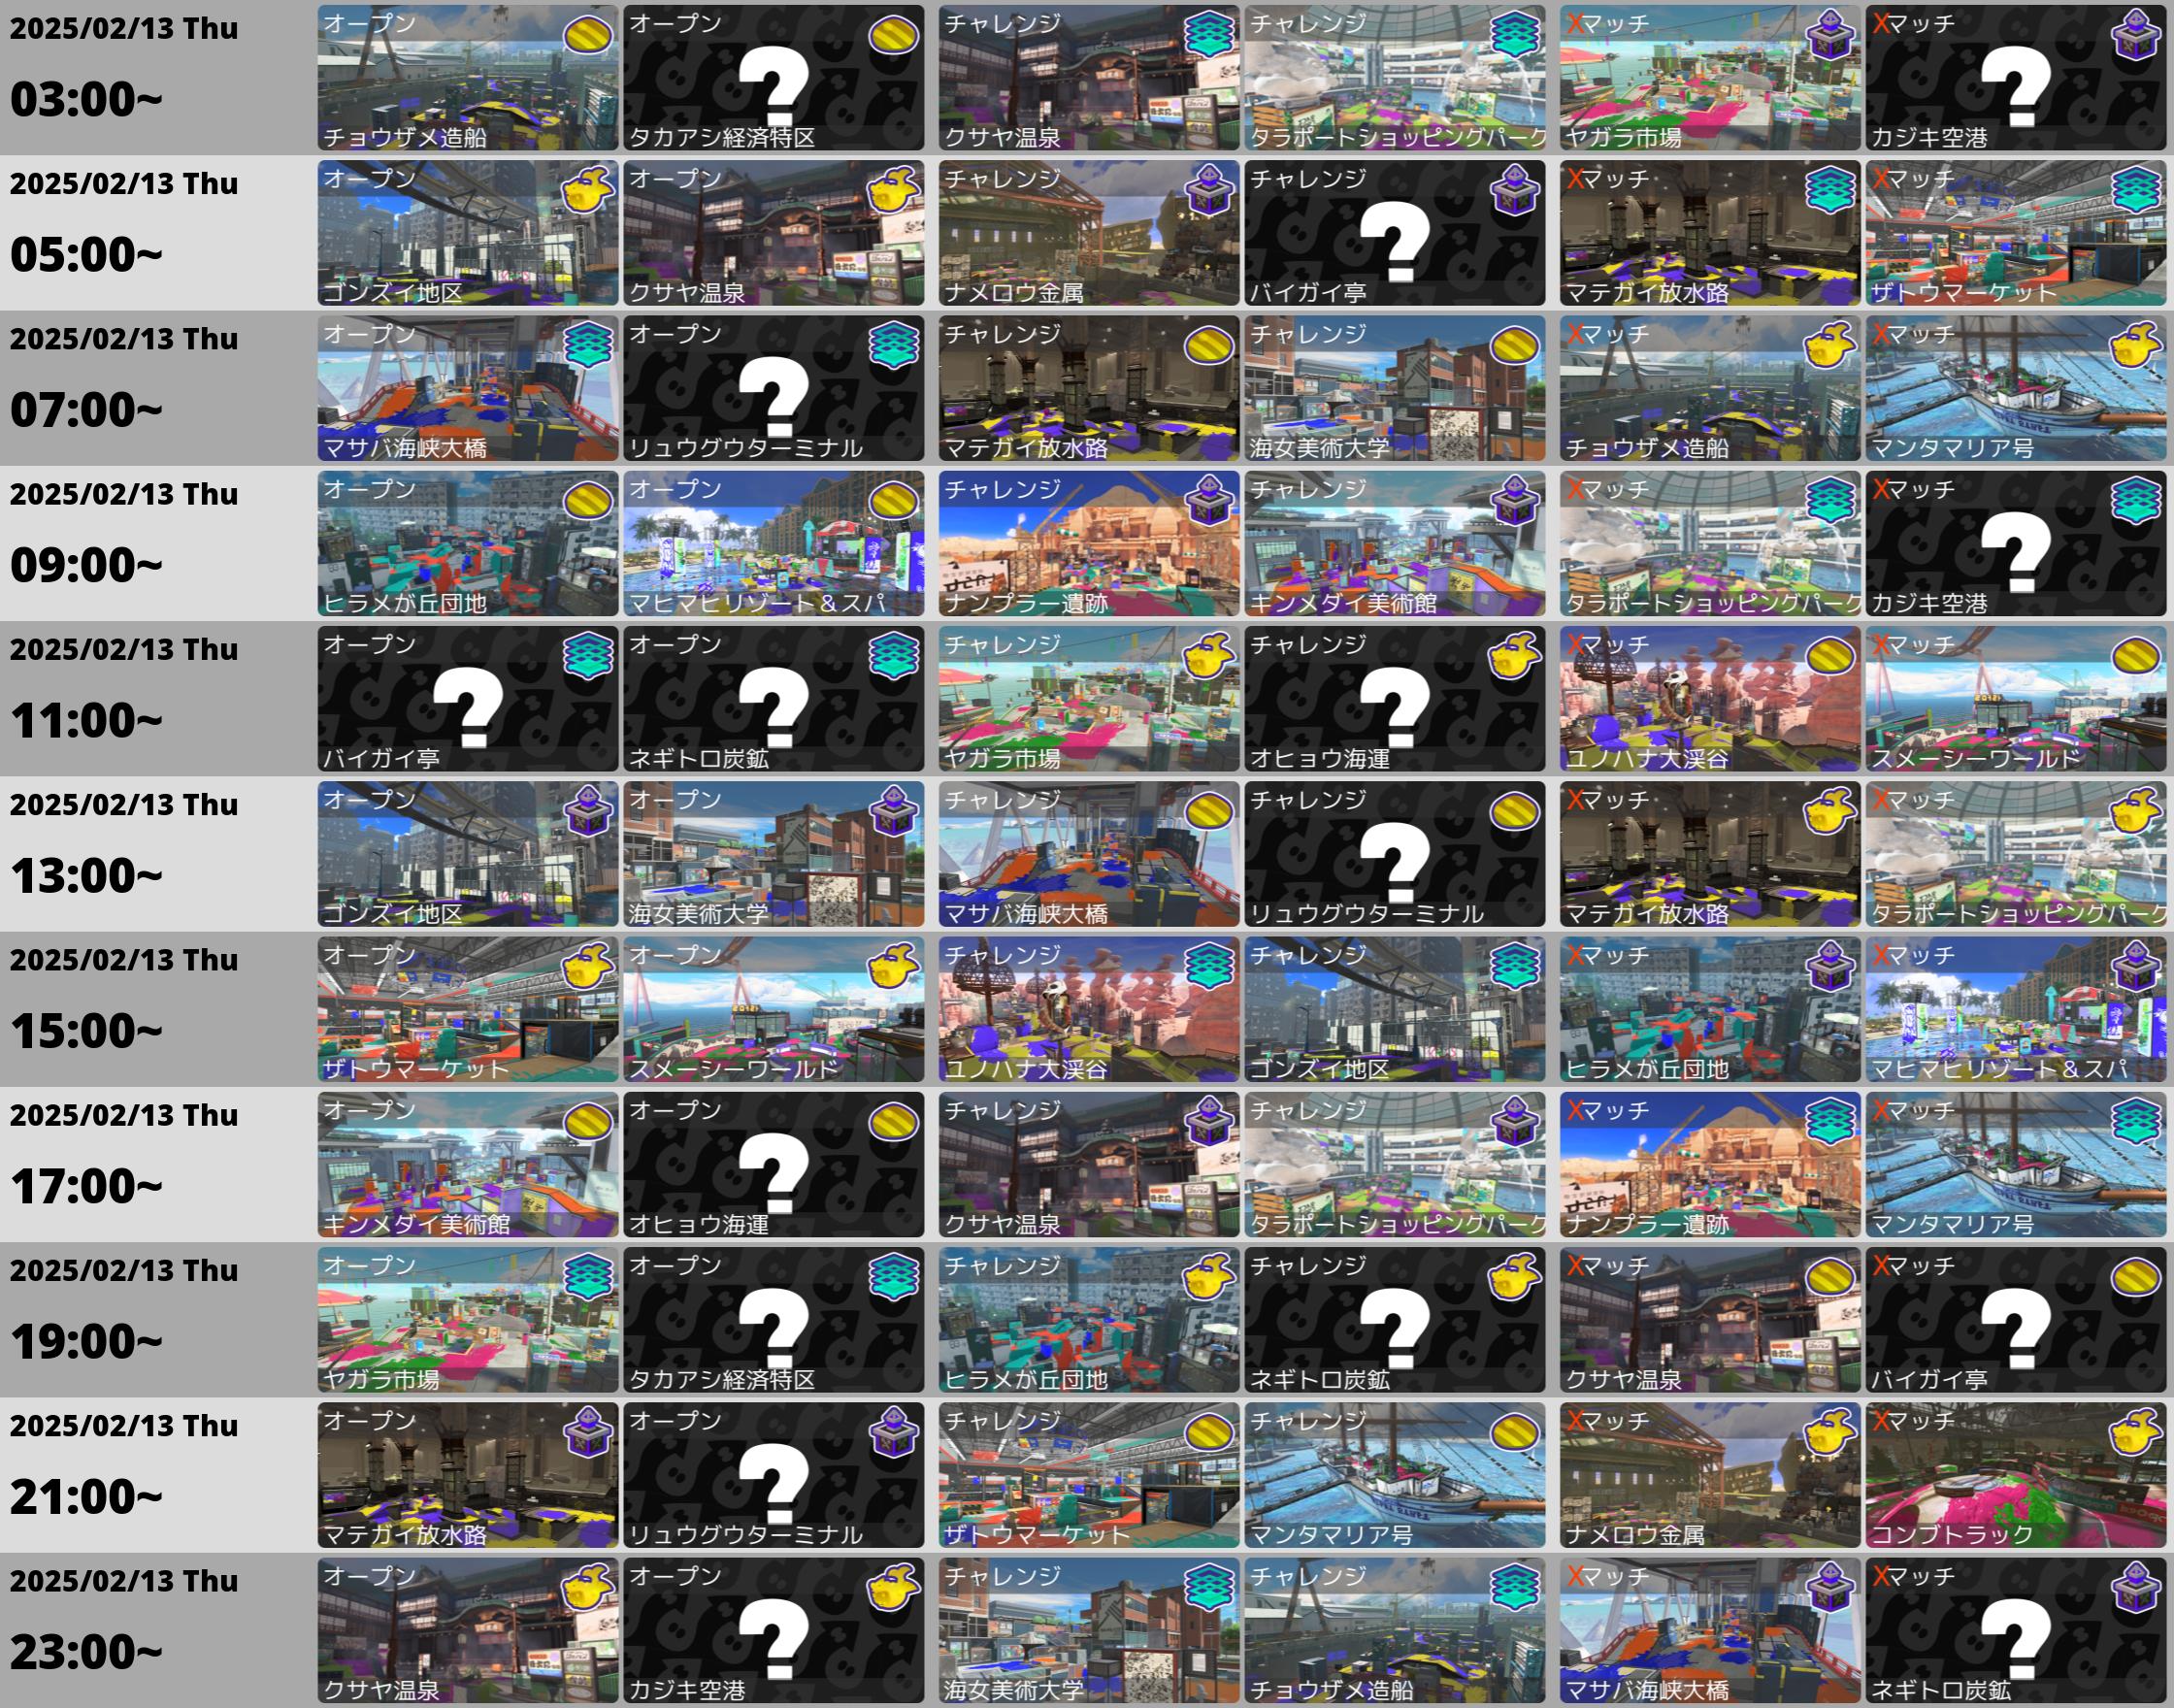 2025/02/13 Thu
03:00~
オープン
チョウザメ造船
オープン
タカアシ経済特区
チャレンジ
クサヤ温泉
チャレンジ
タラポートショッピングパーク
Xマッチ
ヤガラ市場
Xマッチ
カジキ空港
2025/02/13 Thu
05:00~
オープン
ゴンズイ地区
オープン
クサヤ温泉
チャレンジ
ナメロウ金属
チャレンジ
バイガイ亭
Xマッチ
マテガイ放水路
Xマッチ
ザトウマーケット
2025/02/13 Thu
07:00~
オープン
マサバ海峡大橋
オープン
リュウグウターミナル
チャレンジ
マテガイ放水路
チャレンジ
海女美術大学
Xマッチ
チョウザメ造船
Xマッチ
マンタマリア号
2025/02/13 Thu
09:00~
オープン
ヒラメが丘団地
オープン
マヒマヒリゾート＆スパ
チャレンジ
ナンプラー遺跡
チャレンジ
キンメダイ美術館
Xマッチ
タラポートショッピングパーク
Xマッチ
カジキ空港
2025/02/13 Thu
11:00~
オープン
バイガイ亭
オープン
ネギトロ炭鉱
チャレンジ
ヤガラ市場
チャレンジ
オヒョウ海運
Xマッチ
ユノハナ大渓谷
Xマッチ
スメーシーワールド
2025/02/13 Thu
13:00~
オープン
ゴンズイ地区
オープン
海女美術大学
チャレンジ
マサバ海峡大橋
チャレンジ
リュウグウターミナル
Xマッチ
マテガイ放水路
Xマッチ
タラポートショッピングパーク
2025/02/13 Thu
15:00~
オープン
ザトウマーケット
オープン
スメーシーワールド
チャレンジ
ユノハナ大渓谷
チャレンジ
ゴンズイ地区
Xマッチ
ヒラメが丘団地
Xマッチ
マヒマヒリゾート＆スパ
2025/02/13 Thu
17:00~
オープン
キンメダイ美術館
オープン
オヒョウ海運
チャレンジ
クサヤ温泉
チャレンジ
タラポートショッピングパーク
Xマッチ
ナンプラー遺跡
Xマッチ
マンタマリア号
2025/02/13 Thu
19:00~
オープン
ヤガラ市場
オープン
タカアシ経済特区
チャレンジ
ヒラメが丘団地
チャレンジ
ネギトロ炭鉱
Xマッチ
クサヤ温泉
Xマッチ
バイガイ亭
2025/02/13 Thu
21:00~
オープン
マテガイ放水路
オープン
リュウグウターミナル
チャレンジ
ザトウマーケット
チャレンジ
マンタマリア号
Xマッチ
ナメロウ金属
Xマッチ
コンブトラック
2025/02/13 Thu
23:00~
オープン
クサヤ温泉
オープン
カジキ空港
チャレンジ
海女美術大学
チャレンジ
チョウザメ造船
Xマッチ
マサバ海峡大橋
Xマッチ
ネギトロ炭鉱